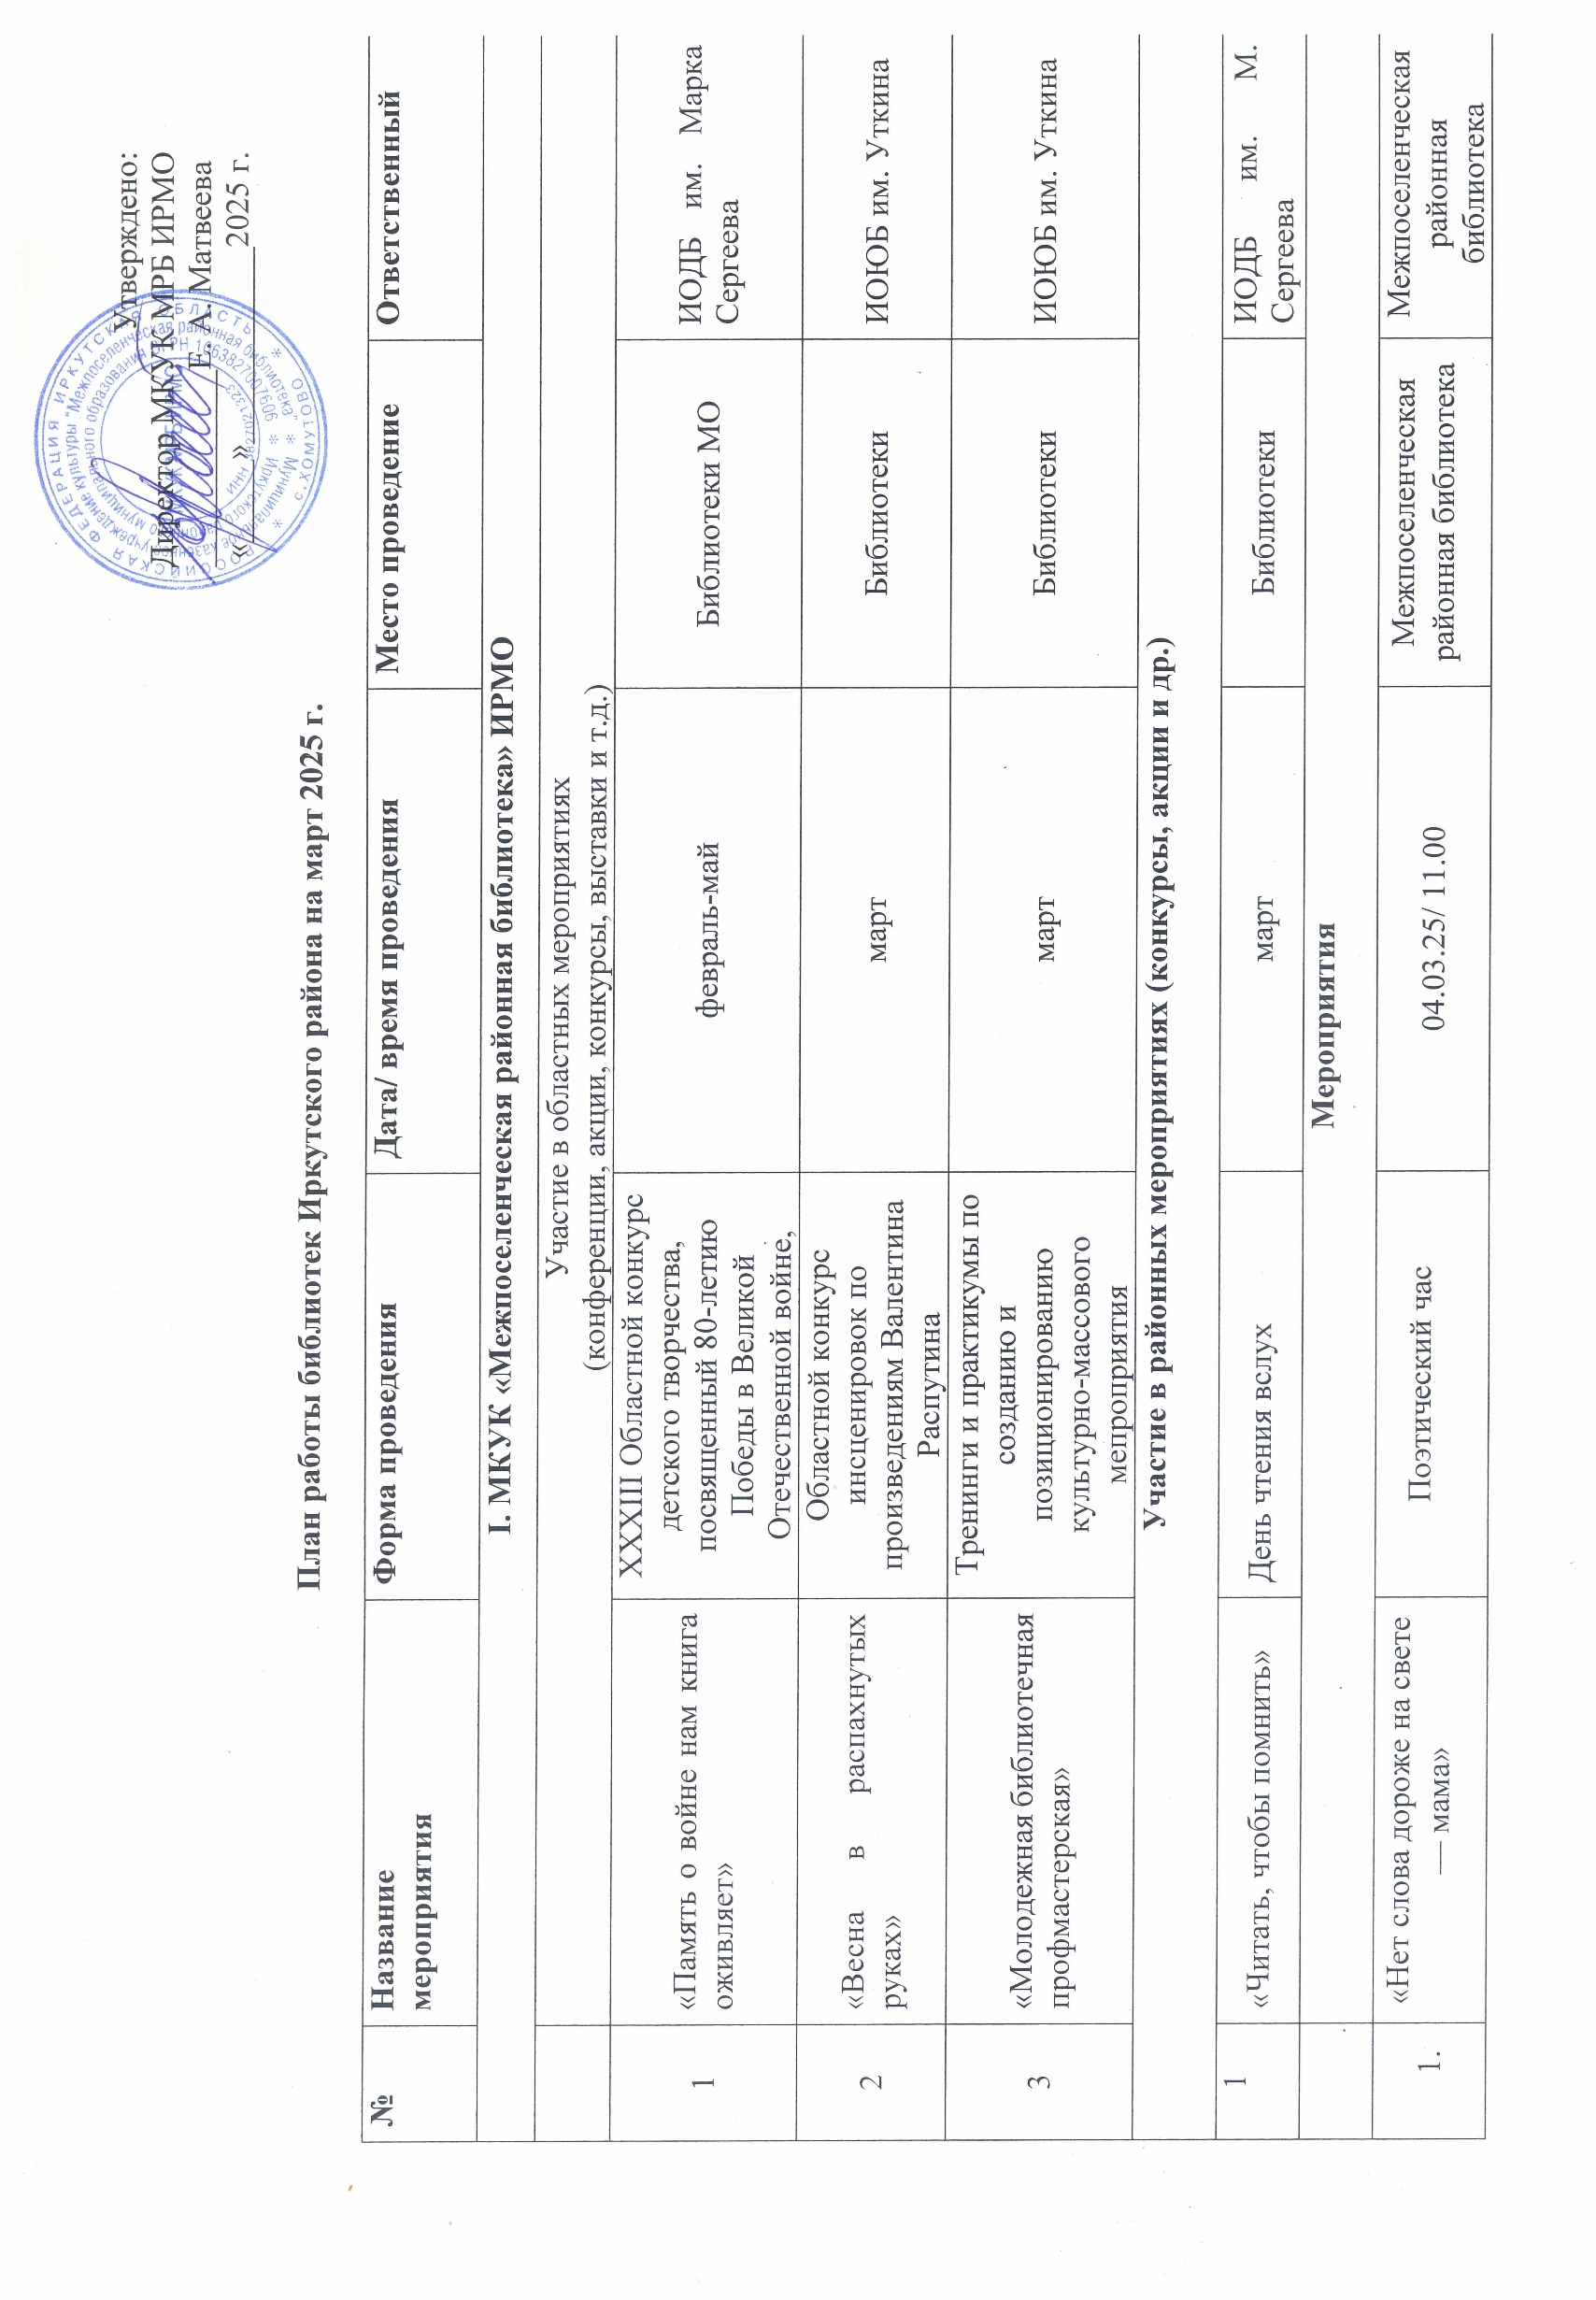 Утверждено:
Директор МКУК МРБ ИРМО
Е. А. Матвеева
«___»____________2025 г.
РОССИЙСКАЯ ФЕДЕРАЦИЯ ИРКУТСКАЯ ОБЛАСТЬ
с.ХОМУТОВО
План работы библиотек Иркутского района на март 2025 г.
№
Название
мероприятия
Форма проведения
Дата/ время проведения
Место проведение
Ответственный
I. МКУК «Межпоселенческая районная библиотека» ИРМО
Участие в областных мероприятиях
(конференции, акции, конкурсы, выставки и т.д.)
1
«Память о войне нам книга
оживляет»
XXXIII Областной конкурс
детского творчества,
посвященный 80-летию
Победы в Великой
Отечественной войне,
февраль-май
Библиотеки МО
ИОДБ им. Марка
Сергеева
2
«Весна в распахнутых
руках»
Областной конкурс
инсценировок по
произведениям Валентина
Распутина
март
Библиотеки
ИОЮБ им. Уткина
3
«Молодежная библиотечная
профмастерская»
Тренинги и практикумы по
созданию и
позиционированию
культурно-массового
мепроприятия
март
Библиотеки
ИОЮБ им. Уткина
Участие в районных мероприятиях (конкурсы, акции и др.)
1
«Читать, чтобы помнить»
День чтения вслух
март
Библиотеки
ИОДБ им. М.
Сергеева
Мероприятия
1.
«Нет слова дороже на свете
— мама»
Поэтический час
04.03.25/ 11.00
Межпоселенческая
районная библиотека
Межпоселенческая
районная
библиотека